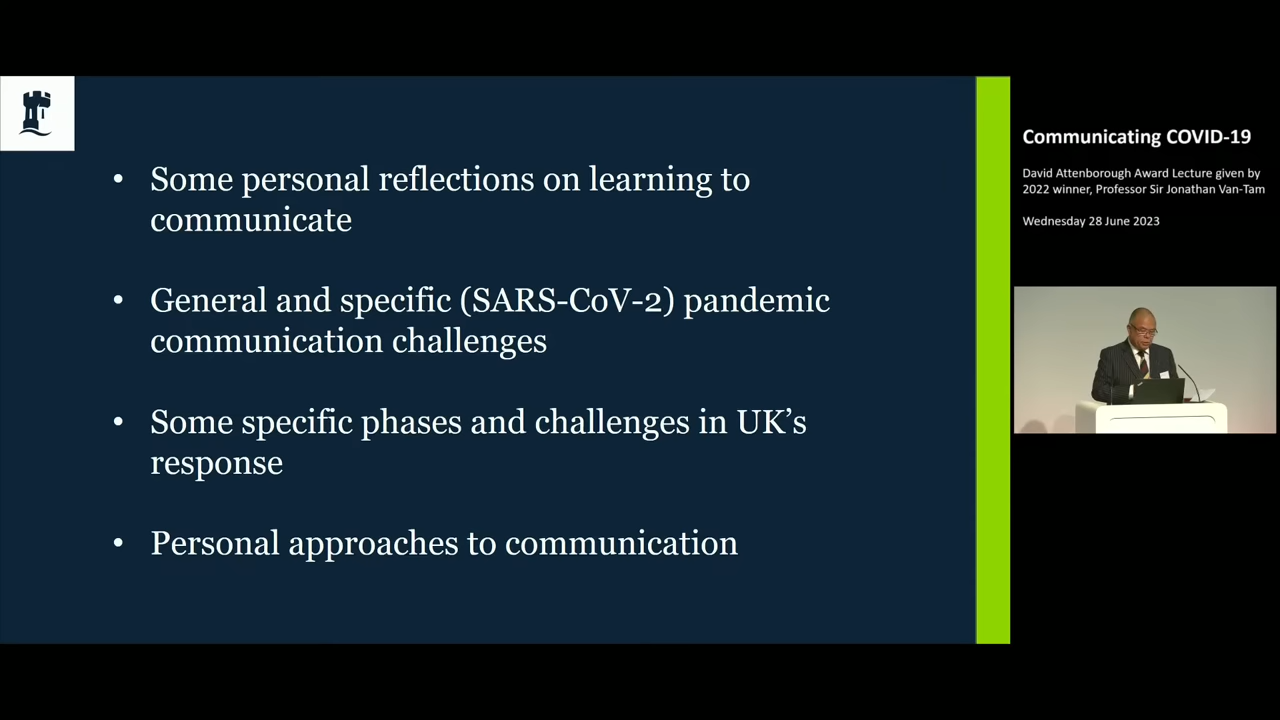 • Some personal reflections on learning to
communicate
• General and specific (SARS-CoV-2) pandemic
communication challenges
• Some specific phases and challenges in UK’s
response
• Personal approaches to communication
Communicating COVID-19
David Attenborough Award Lecture given by
2022 winner, Professor Sir Jonathan Van-Tam
Wednesday 28 June 2023